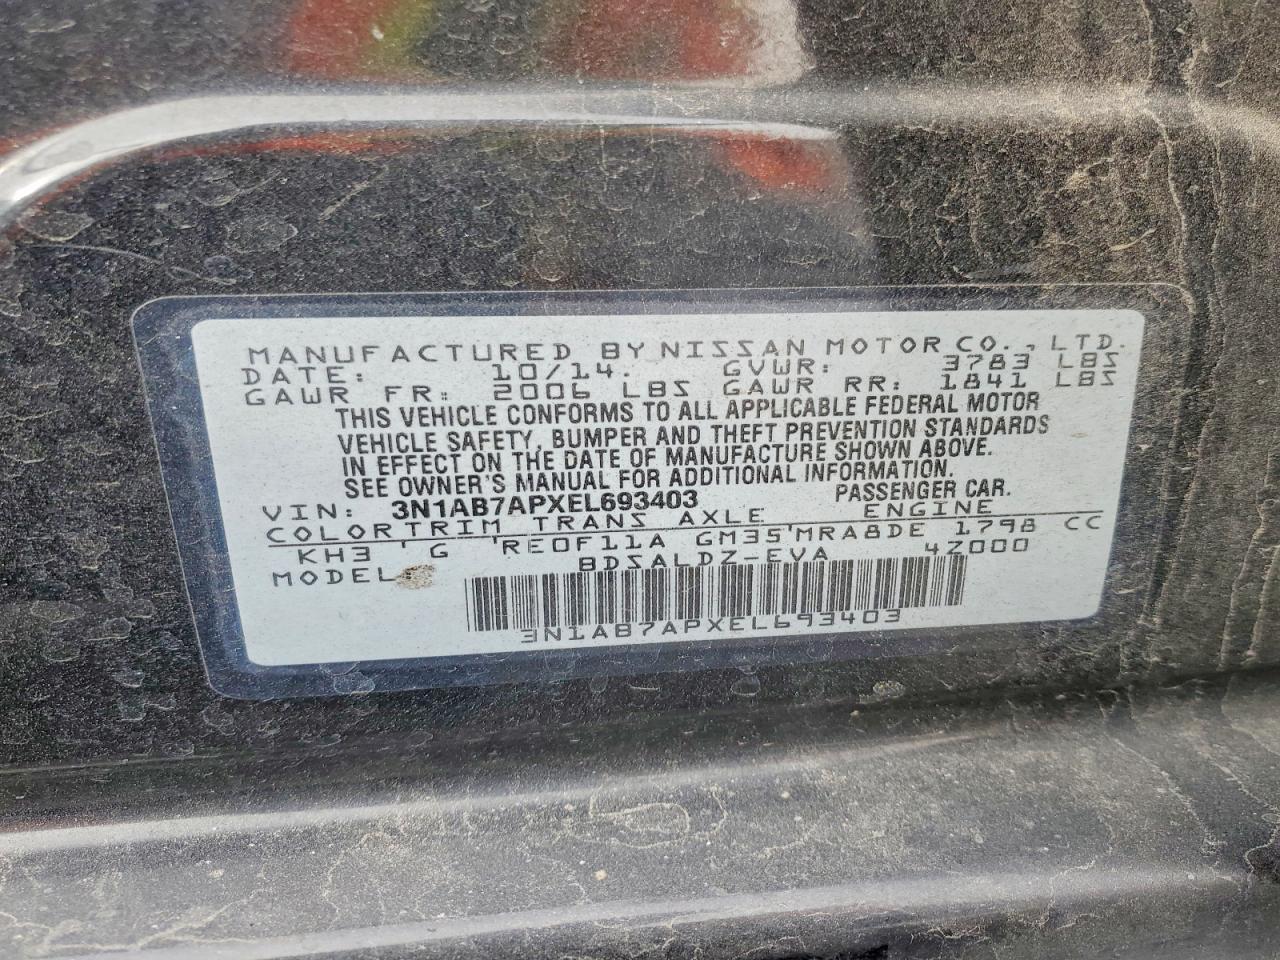 MANUFACTURED BY NISSAN MOTOR CO., LTD.
DATE: 10/14. GVWR: 3783 LBS
GAWR FR: 2006 LBS GAWR RR: 1841 LBS
THIS VEHICLE CONFORMS TO ALL APPLICABLE FEDERAL MOTOR
VEHICLE SAFETY, BUMPER AND THEFT PREVENTION STANDARDS
IN EFFECT ON THE DATE OF MANUFACTURE SHOWN ABOVE.
SEE OWNER'S MANUAL FOR ADDITIONAL INFORMATION.
VIN: 3N1AB7APXEL693403 PASSENGER CAR.
COLOR TRIM TRANS AXLE ENGINE
KH3 'G 'RE0F11A GM35'MRA8DE 1798 CC
MODEL BDSALDZ-EVA 4Z000
3N1AB7APXEL693403